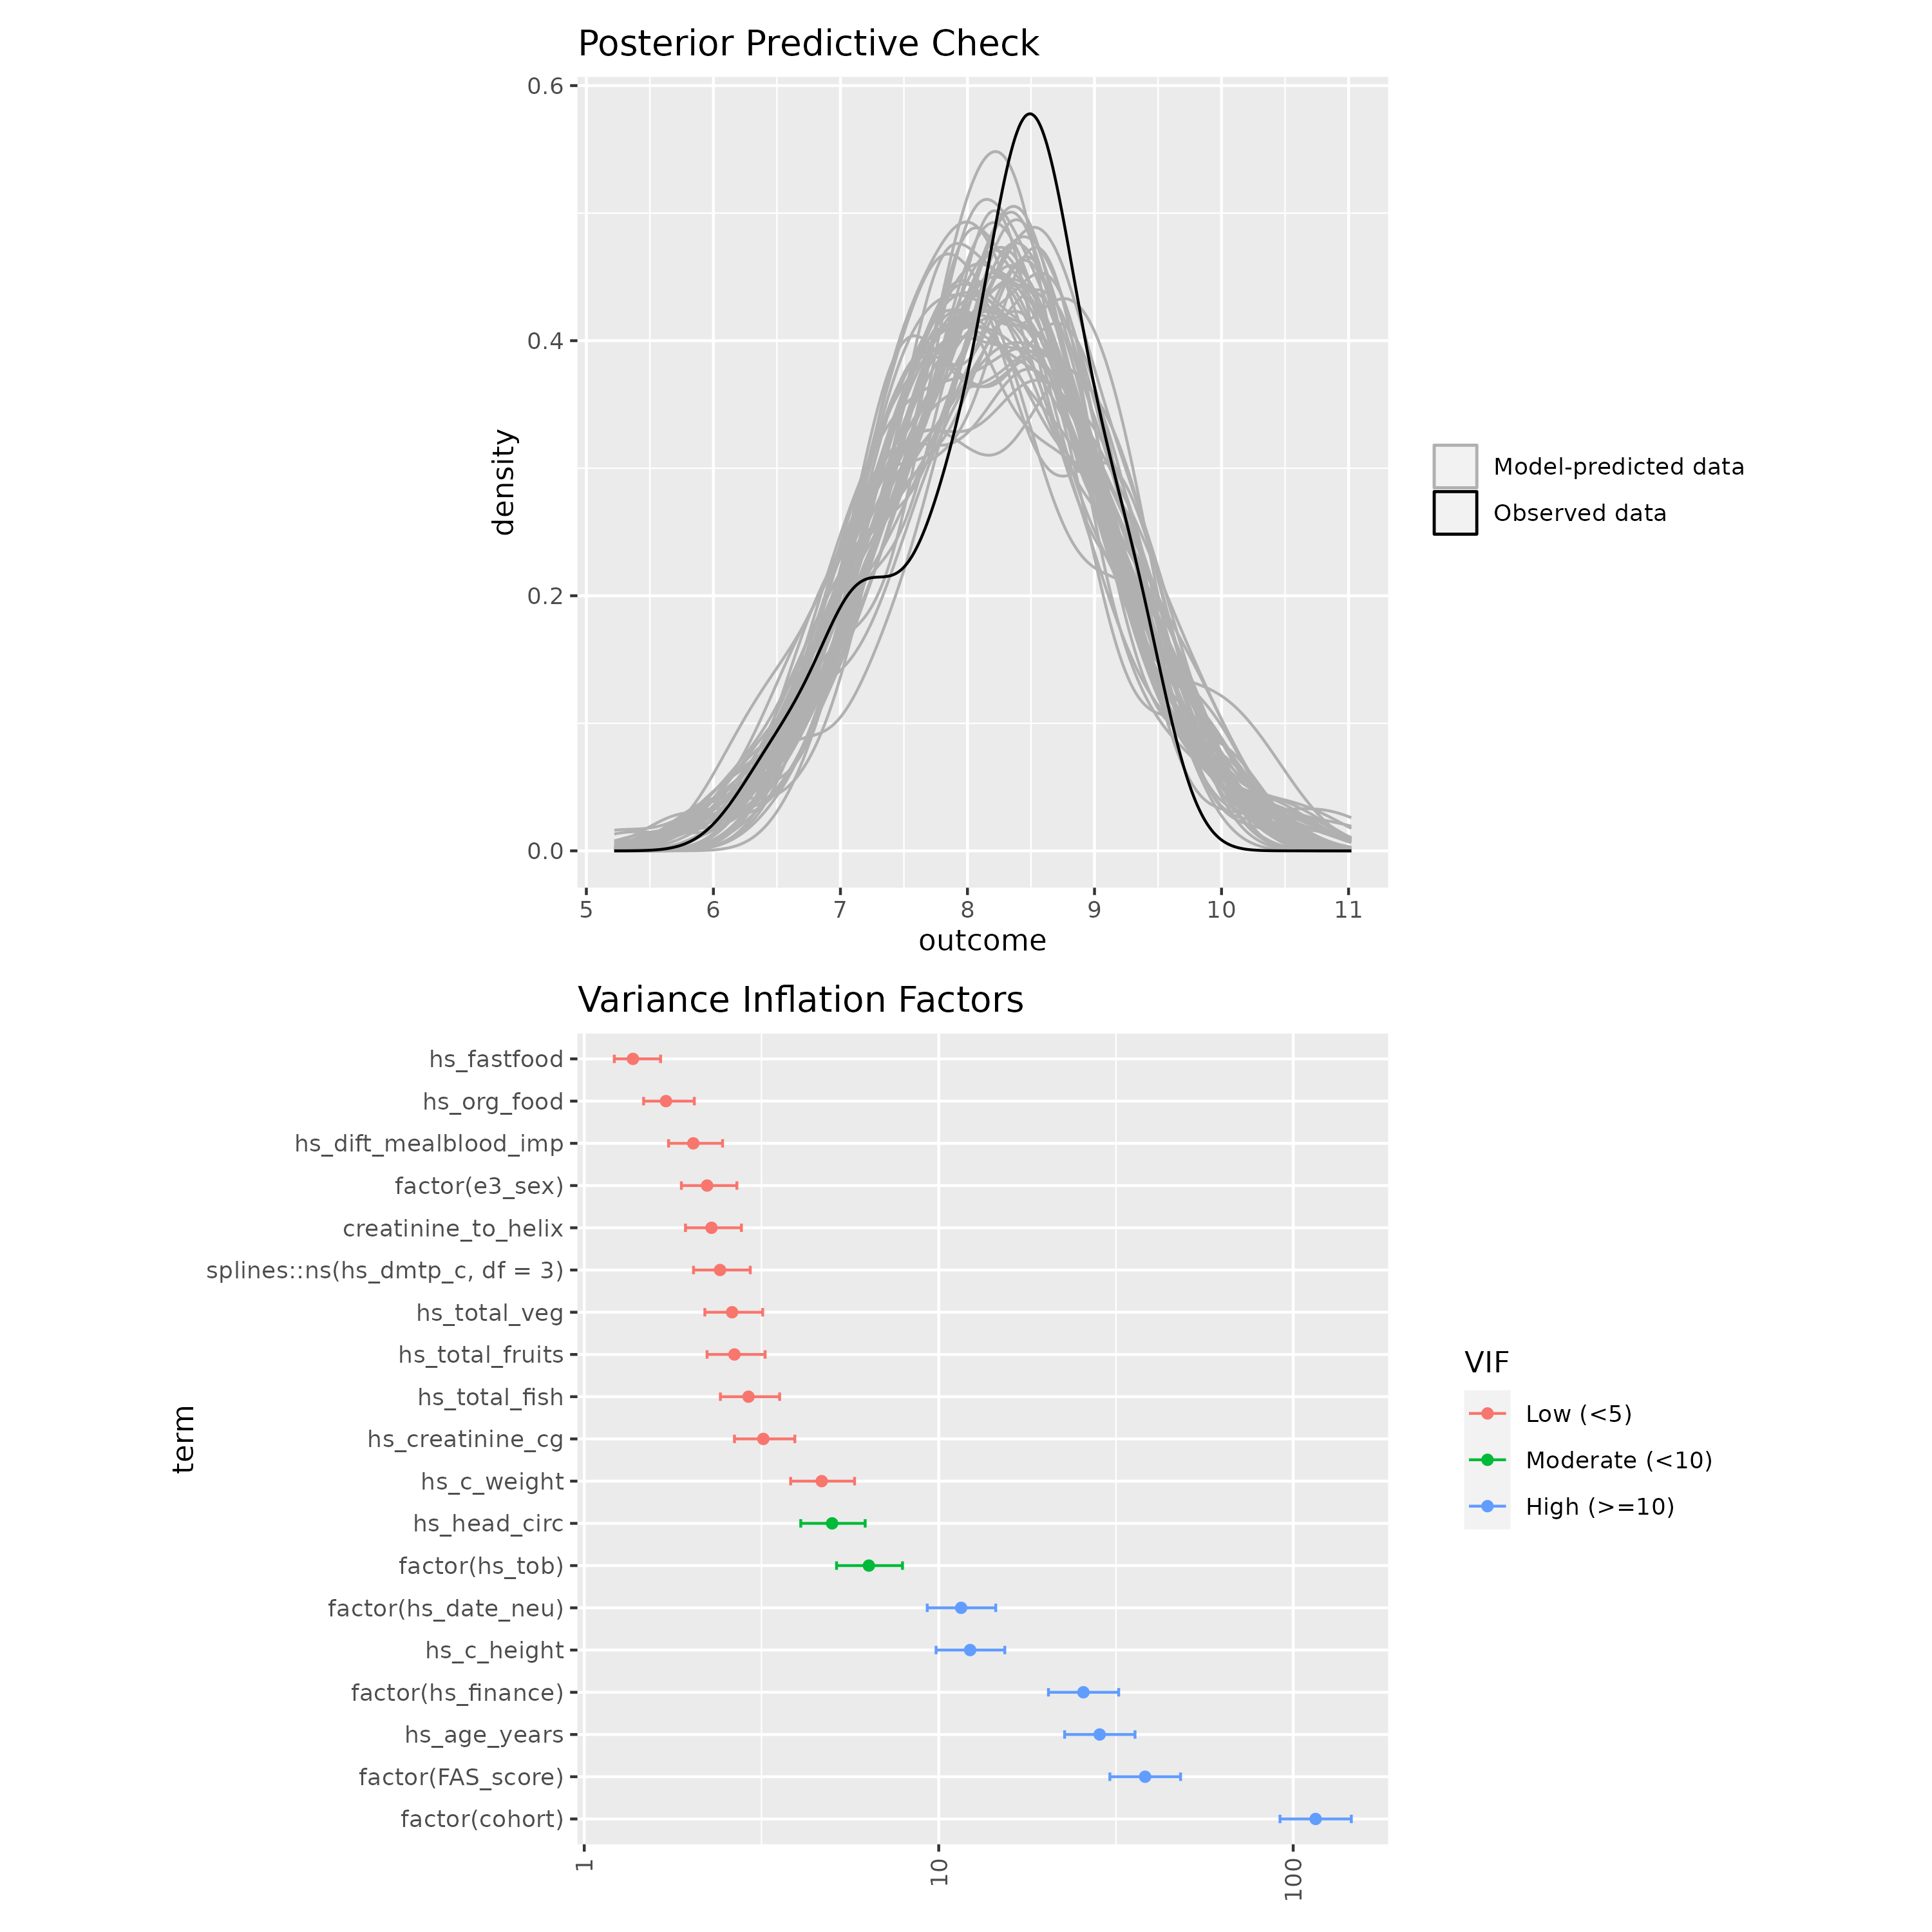 Posterior Predictive Check
0.6
0.4
0.2
0.0
density
5 6 7 8 9 10 11
outcome
Model-predicted data
Observed data
Variance Inflation Factors
hs_fastfood
hs_org_food
hs_dift_mealblood_imp
factor(e3_sex)
creatinine_to_helix
splines::ns(hs_dmtp_c, df = 3)
hs_total_veg
hs_total_fruits
hs_total_fish
hs_creatinine_cg
hs_c_weight
hs_head_circ
factor(hs_tob)
factor(hs_date_neu)
hs_c_height
factor(hs_finance)
hs_age_years
factor(FAS_score)
factor(cohort)
term
1 10 100
VIF
Low (<5)
Moderate (<10)
High (>=10)